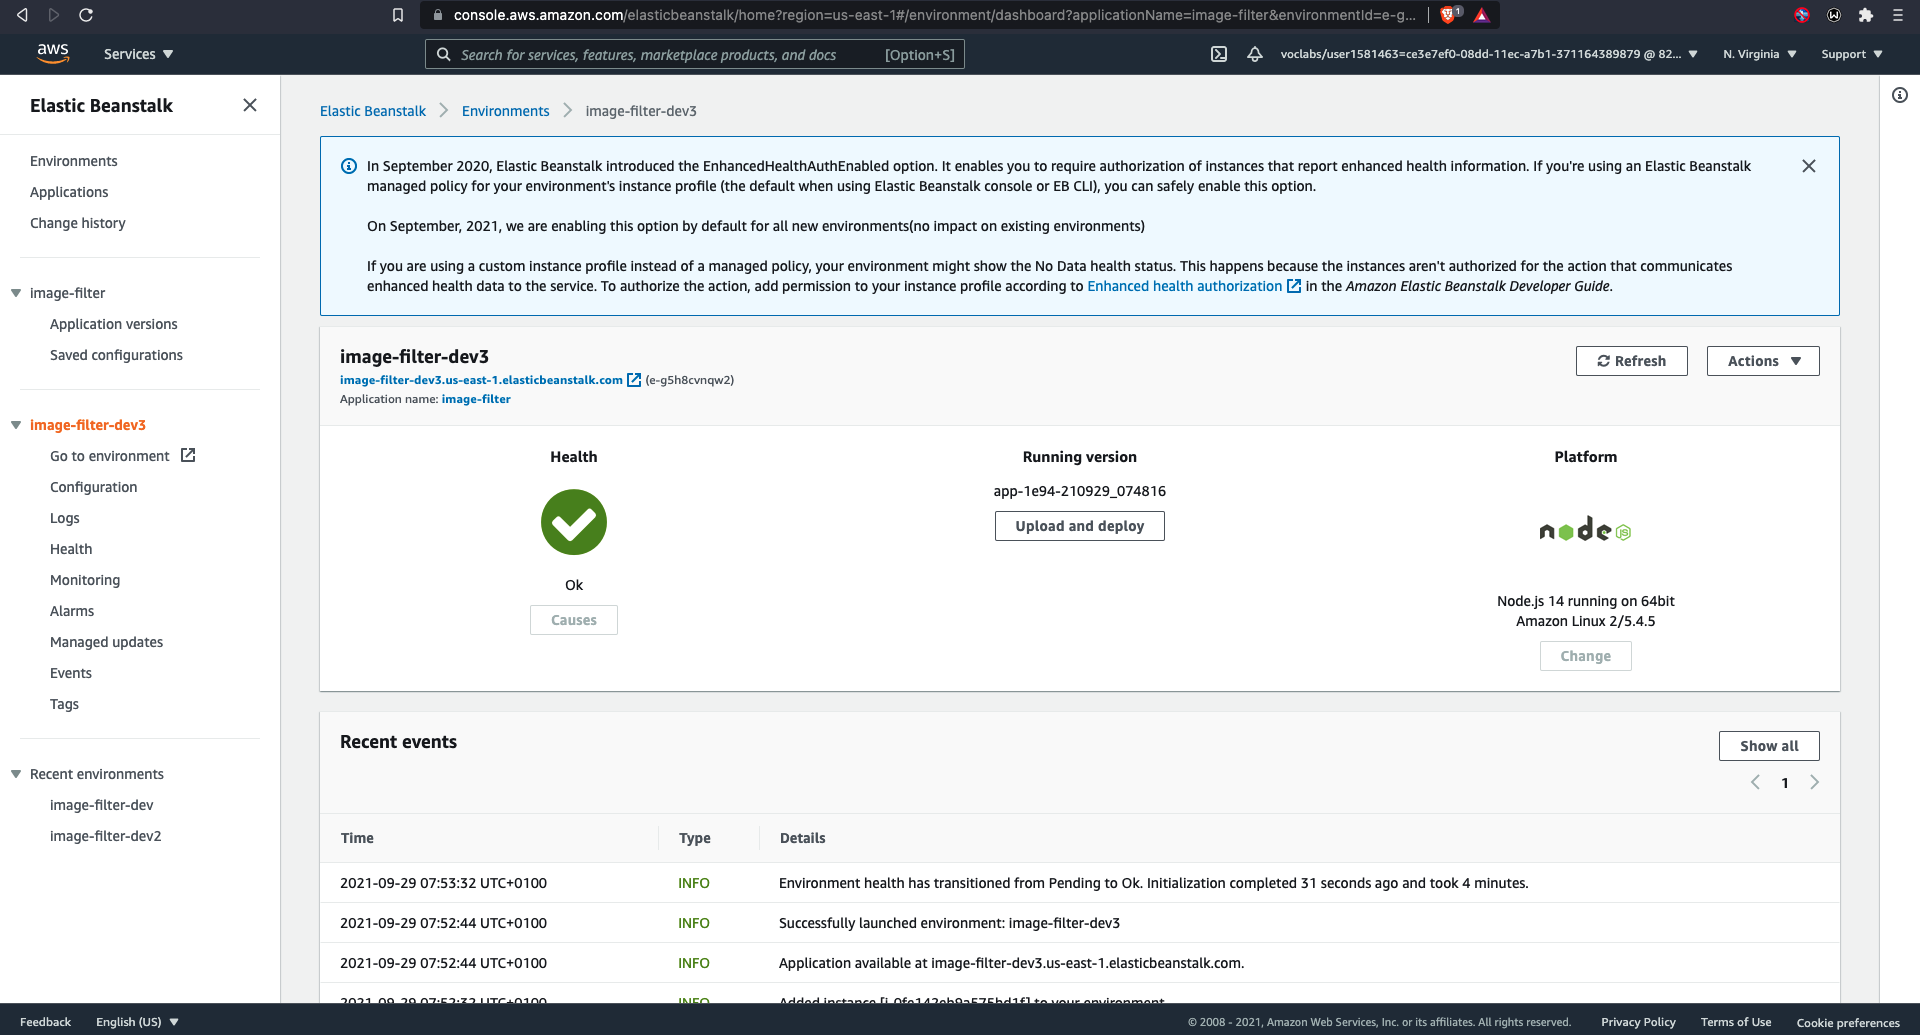 console.aws.amazon.com/elasticbeanstalk/home?region=us-east-1#/environment/dashboard?applicationName=image-filter&environmentId=e-g...
1
aws
Services
Search for services, features, marketplace products, and docs
[Option+S]
voclabs/user1581463=ce3e7ef0-08dd-11ec-a7b1-371164389879 @ 82...
N. Virginia
Support
Elastic Beanstalk
Environments
Applications
Change history
image-filter
Application versions
Saved configurations
image-filter-dev3
Go to environment
Configuration
Logs
Health
Monitoring
Alarms
Managed updates
Events
Tags
Recent environments
image-filter-dev
image-filter-dev2
Elastic Beanstalk
Environments
image-filter-dev3
In September 2020, Elastic Beanstalk introduced the EnhancedHealthAuthEnabled option. It enables you to require authorization of instances that report enhanced health information. If you're using an Elastic Beanstalk
managed policy for your environment's instance profile (the default when using Elastic Beanstalk console or EB CLI), you can safely enable this option.
On September, 2021, we are enabling this option by default for all new environments(no impact on existing environments)
If you are using a custom instance profile instead of a managed policy, your environment might show the No Data health status. This happens because the instances aren't authorized for the action that communicates
enhanced health data to the service. To authorize the action, add permission to your instance profile according to Enhanced health authorization in the Amazon Elastic Beanstalk Developer Guide.
image-filter-dev3
image-filter-dev3.us-east-1.elasticbeanstalk.com (e-g5h8cvnqw2)
Application name: image-filter
Refresh
Actions
Health
Ok
Causes
Running version
app-1e94-210929_074816
Upload and deploy
Platform
node JS
Node.js 14 running on 64bit
Amazon Linux 2/5.4.5
Change
Recent events
Show all
1
Time Type Details
2021-09-29 07:53:32 UTC+0100 INFO Environment health has transitioned from Pending to Ok. Initialization completed 31 seconds ago and took 4 minutes.
2021-09-29 07:52:44 UTC+0100 INFO Successfully launched environment: image-filter-dev3
2021-09-29 07:52:44 UTC+0100 INFO Application available at image-filter-dev3.us-east-1.elasticbeanstalk.com.
2021-09-29 07:52:32 UTC+0100 INFO Added instance [i-0fe142eb9a575bd1f] to your environment.
Feedback
English (US)
© 2008 - 2021, Amazon Web Services, Inc. or its affiliates. All rights reserved.
Privacy Policy
Terms of Use
Cookie preferences